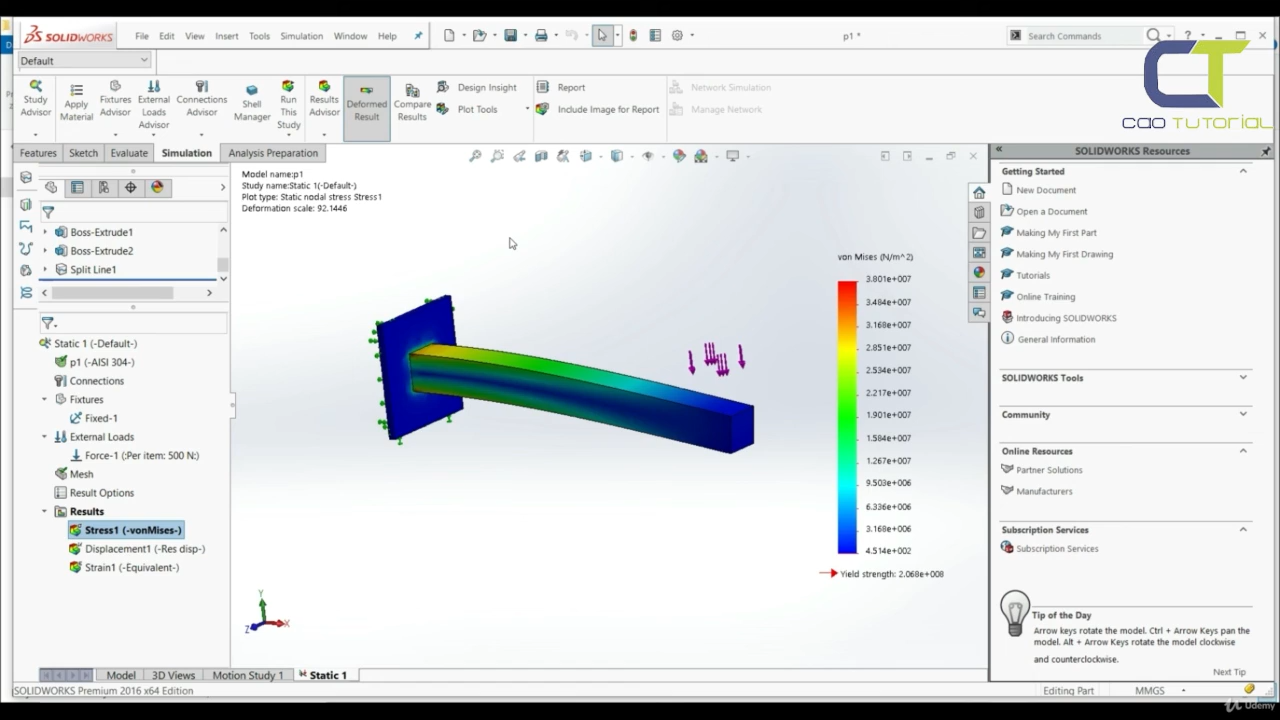 SOLIDWORKS
File Edit View Insert Tools Simulation Window Help
p1 *
Search Commands
Default
Study Advisor
Apply Material
Fixtures Advisor
External Loads Advisor
Connections Advisor
Shell Manager
Run This Study
Results Advisor
Deformed Result
Compare Results
Design Insight
Plot Tools
Report
Include Image for Report
Network Simulation
Manage Network
CT
CAO TUTORIAL
Features Sketch Evaluate Simulation Analysis Preparation
Boss-Extrude1
Boss-Extrude2
Split Line1
Static 1 (-Default-)
p1 (-AISI 304-)
Connections
Fixtures
Fixed-1
External Loads
Force-1 (:Per item: 500 N:)
Mesh
Result Options
Results
Stress1 (-vonMises-)
Displacement1 (-Res disp-)
Strain1 (-Equivalent-)
Model name:p1
Study name:Static 1(-Default-)
Plot type: Static nodal stress Stress1
Deformation scale: 92.1446
von Mises (N/m^2)
3.801e+007
3.484e+007
3.168e+007
2.851e+007
2.534e+007
2.217e+007
1.901e+007
1.584e+007
1.267e+007
9.503e+006
6.336e+006
3.168e+006
4.514e+002
Yield strength: 2.068e+008
Y
X
Z
SOLIDWORKS Resources
Getting Started
New Document
Open a Document
Making My First Part
Making My First Drawing
Tutorials
Online Training
Introducing SOLIDWORKS
General Information
SOLIDWORKS Tools
Community
Online Resources
Partner Solutions
Manufacturers
Subscription Services
Subscription Services
Tip of the Day
Arrow keys rotate the model. Ctrl + Arrow Keys pan the
model. Alt + Arrow Keys rotate the model clockwise
and counterclockwise.
Next Tip
Model 3D Views Motion Study 1 Static 1
SOLIDWORKS Premium 2016 x64 Edition
Editing Part
MMGS
Udemy